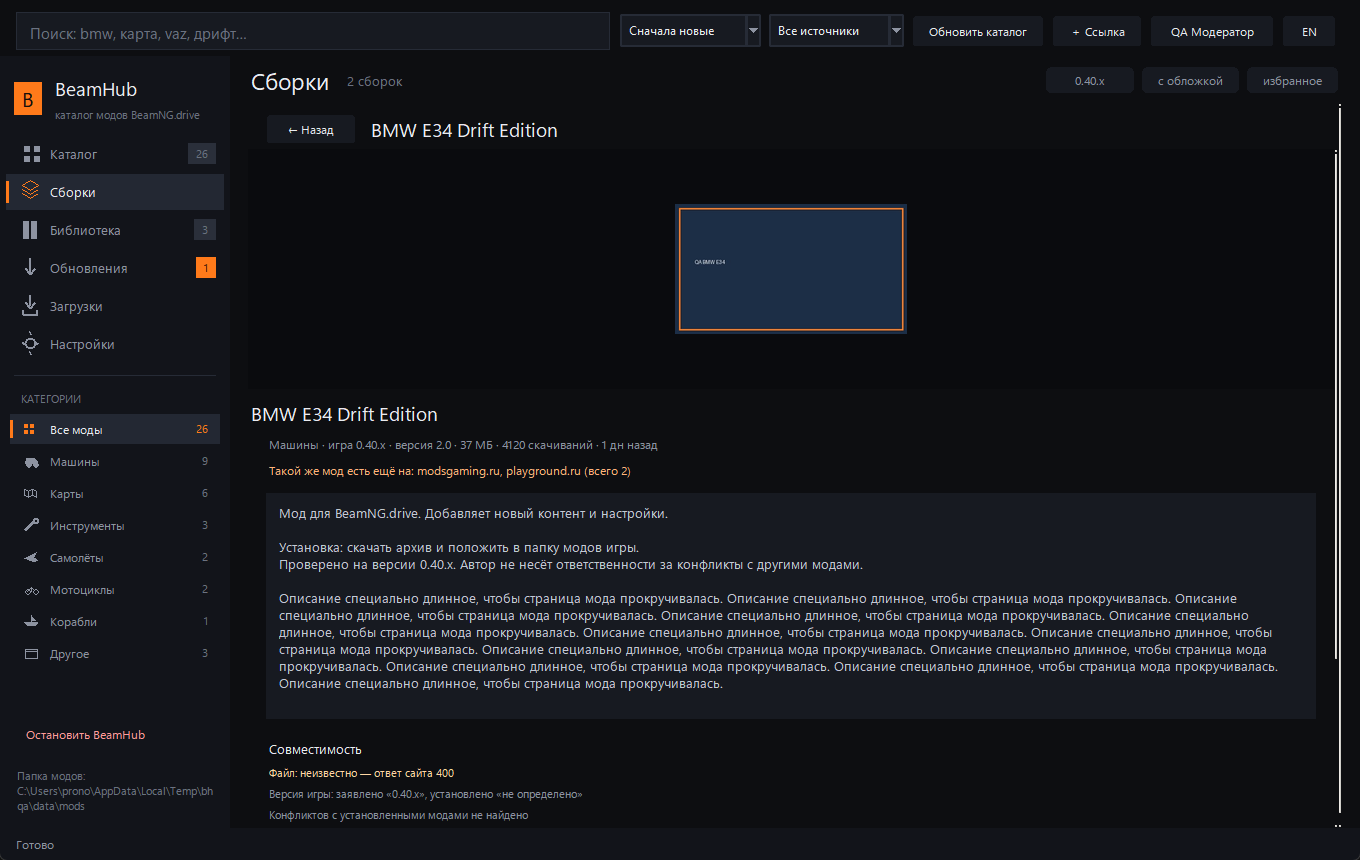 Поиск: bmw, карта, vaz, дрифт...
Сначала новые
Все источники
Обновить каталог
+ Ссылка
QA Модератор
EN
B
BeamHub
каталог модов BeamNG.drive
Каталог 26
Сборки
Библиотека 3
Обновления 1
Загрузки
Настройки
КАТЕГОРИИ
Все моды 26
Машины 9
Карты 6
Инструменты 3
Самолёты 2
Мотоциклы 2
Корабли 1
Другое 3
Остановить BeamHub
Папка модов:
C:\Users\prono\AppData\Local\Temp\bh
qa\data\mods
Готово
Сборки 2 сборок
0.40.x
с обложкой
избранное
← Назад
BMW E34 Drift Edition
QA BMW E34
BMW E34 Drift Edition
Машины · игра 0.40.x · версия 2.0 · 37 МБ · 4120 скачиваний · 1 дн назад
Такой же мод есть ещё на: modsgaming.ru, playground.ru (всего 2)
Мод для BeamNG.drive. Добавляет новый контент и настройки.
Установка: скачать архив и положить в папку модов игры.
Проверено на версии 0.40.x. Автор не несёт ответственности за конфликты с другими модами.
Описание специально длинное, чтобы страница мода прокручивалась. Описание специально длинное, чтобы страница мода прокручивалась. Описание
специально длинное, чтобы страница мода прокручивалась. Описание специально длинное, чтобы страница мода прокручивалась. Описание специально
длинное, чтобы страница мода прокручивалась. Описание специально длинное, чтобы страница мода прокручивалась. Описание специально длинное, чтобы
страница мода прокручивалась. Описание специально длинное, чтобы страница мода прокручивалась. Описание специально длинное, чтобы страница мода
прокручивалась. Описание специально длинное, чтобы страница мода прокручивалась. Описание специально длинное, чтобы страница мода прокручивалась.
Описание специально длинное, чтобы страница мода прокручивалась.
Совместимость
Файл: неизвестно — ответ сайта 400
Версия игры: заявлено «0.40.x», установлено «не определено»
Конфликтов с установленными модами не найдено